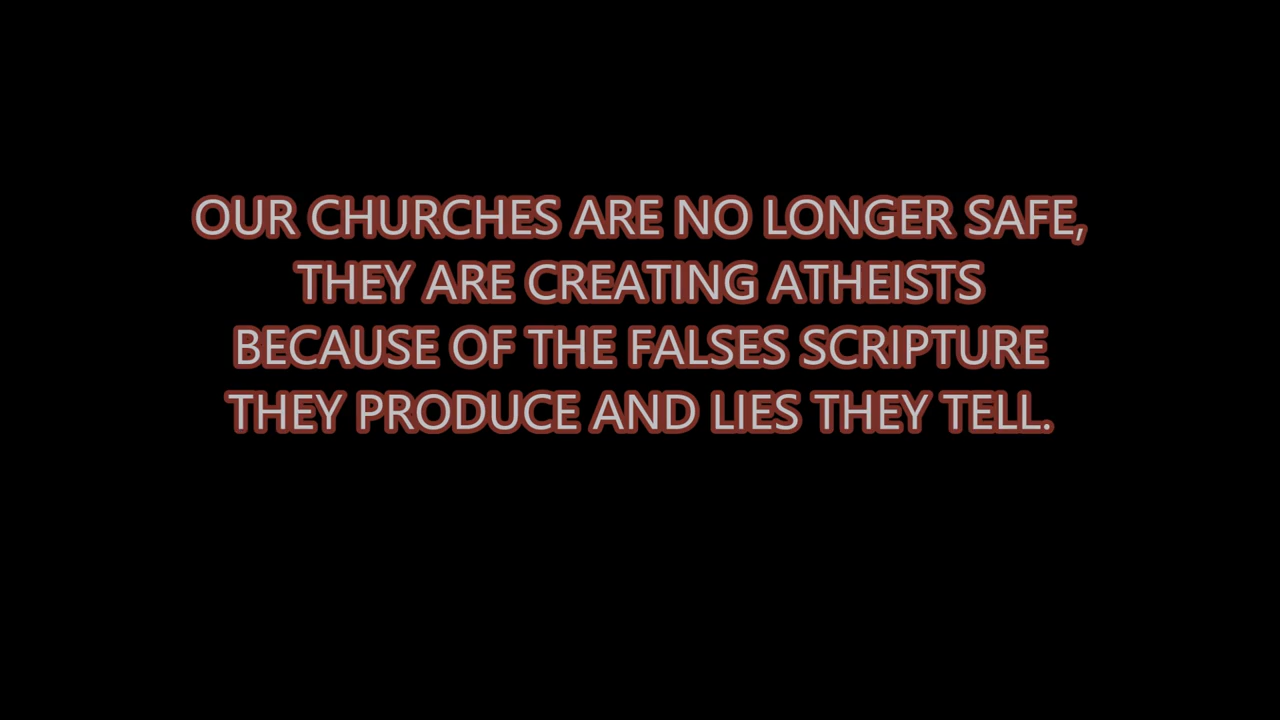 OUR CHURCHES ARE NO LONGER SAFE,
THEY ARE CREATING ATHEISTS
BECAUSE OF THE FALSES SCRIPTURE
THEY PRODUCE AND LIES THEY TELL.